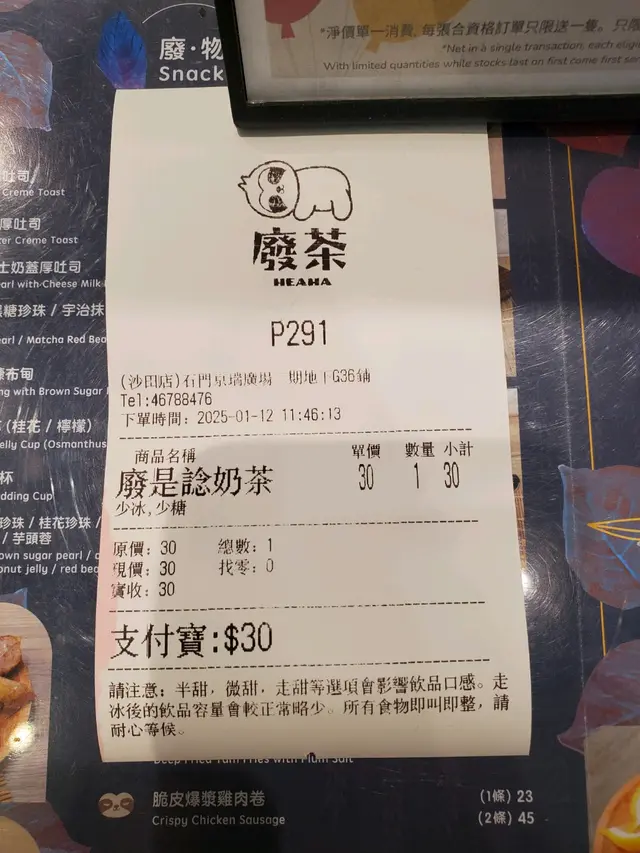 *淨價單一消費, 每張合資格訂單只限送一隻。只限
*Net in a single transaction, each eligi
With limited quantities while stocks last on first come first ser
廢·物
Snack
吐司
Creme Toast
厚吐司
ter Creme Toast
士奶蓋厚吐司
earl with Cheese Milk
黑糖珍珠 / 宇治抹
earl / Matcha Red Bea
糠布甸
ng with Brown Sugar
(桂花 / 檸檬)
elly Cup (Osmanthus
杯
dding Cup
珍珠 / 桂花珍珠 /
/ 芋頭蓉
own sugar pearl / o
onut jelly / red bea
廢茶
HEAHA
P291
(沙田店)石門京瑞廣場 期地下G36鋪
Tel:46788476
下單時間: 2025-01-12 11:46:13
商品名稱 單價 數量 小計
廢是諗奶茶 30 1 30
少冰,少糖
原價: 30 總數: 1
現價: 30 找零: 0
實收: 30
支付寶:$30
請注意: 半甜, 微甜, 走甜等選項會影響飲品口感。走
冰後的飲品容量會較正常略少。所有食物即叫即整, 請
耐心等候。
Deep Fried Yam Fries with Plum Salt
脆皮爆漿雞肉卷 (1條) 23
Crispy Chicken Sausage (2條) 45